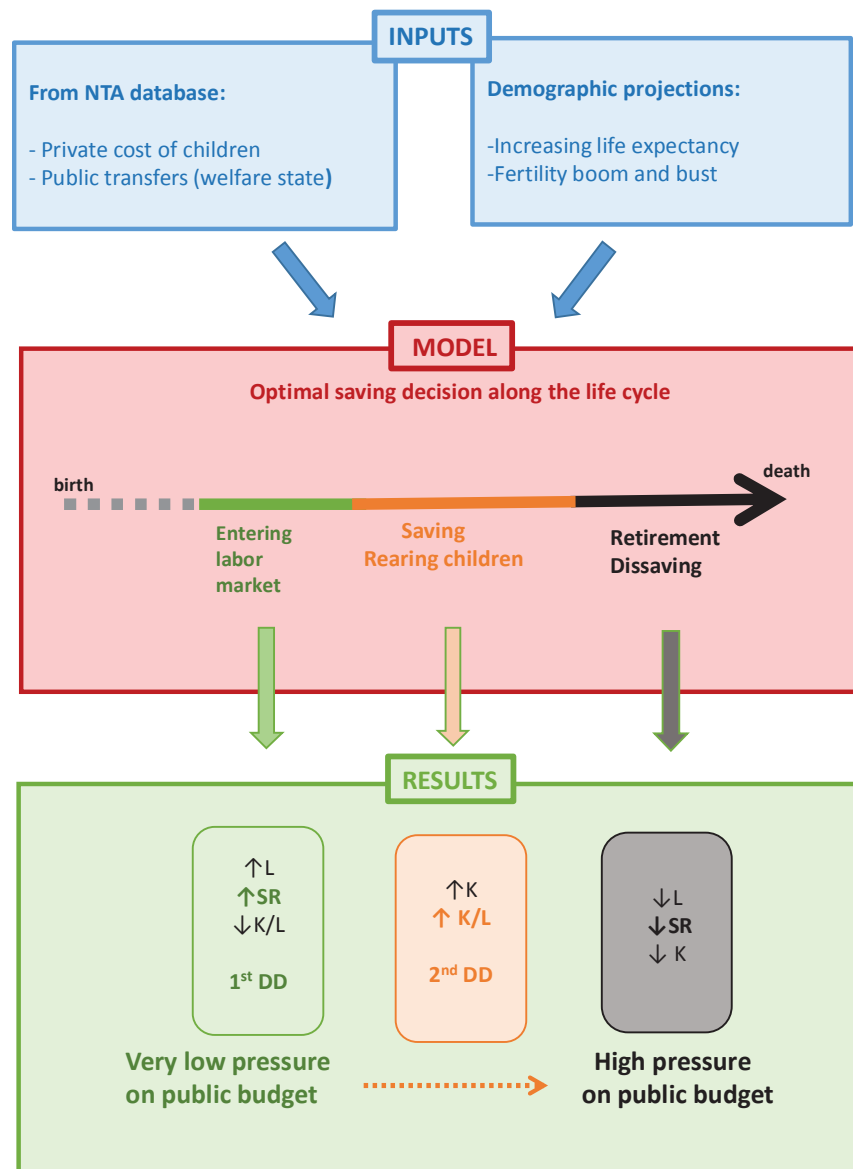 INPUTS
From NTA database:
- Private cost of children
- Public transfers (welfare state)
Demographic projections:
-Increasing life expectancy
-Fertility boom and bust
MODEL
Optimal saving decision along the life cycle
birth
death
Entering
labor
market
Saving
Rearing children
Retirement
Dissaving
RESULTS
↑L
↑SR
↓K/L
1st DD
↑K
↑ K/L
2nd DD
↓L
↓SR
↓ K
Very low pressure
on public budget
High pressure
on public budget